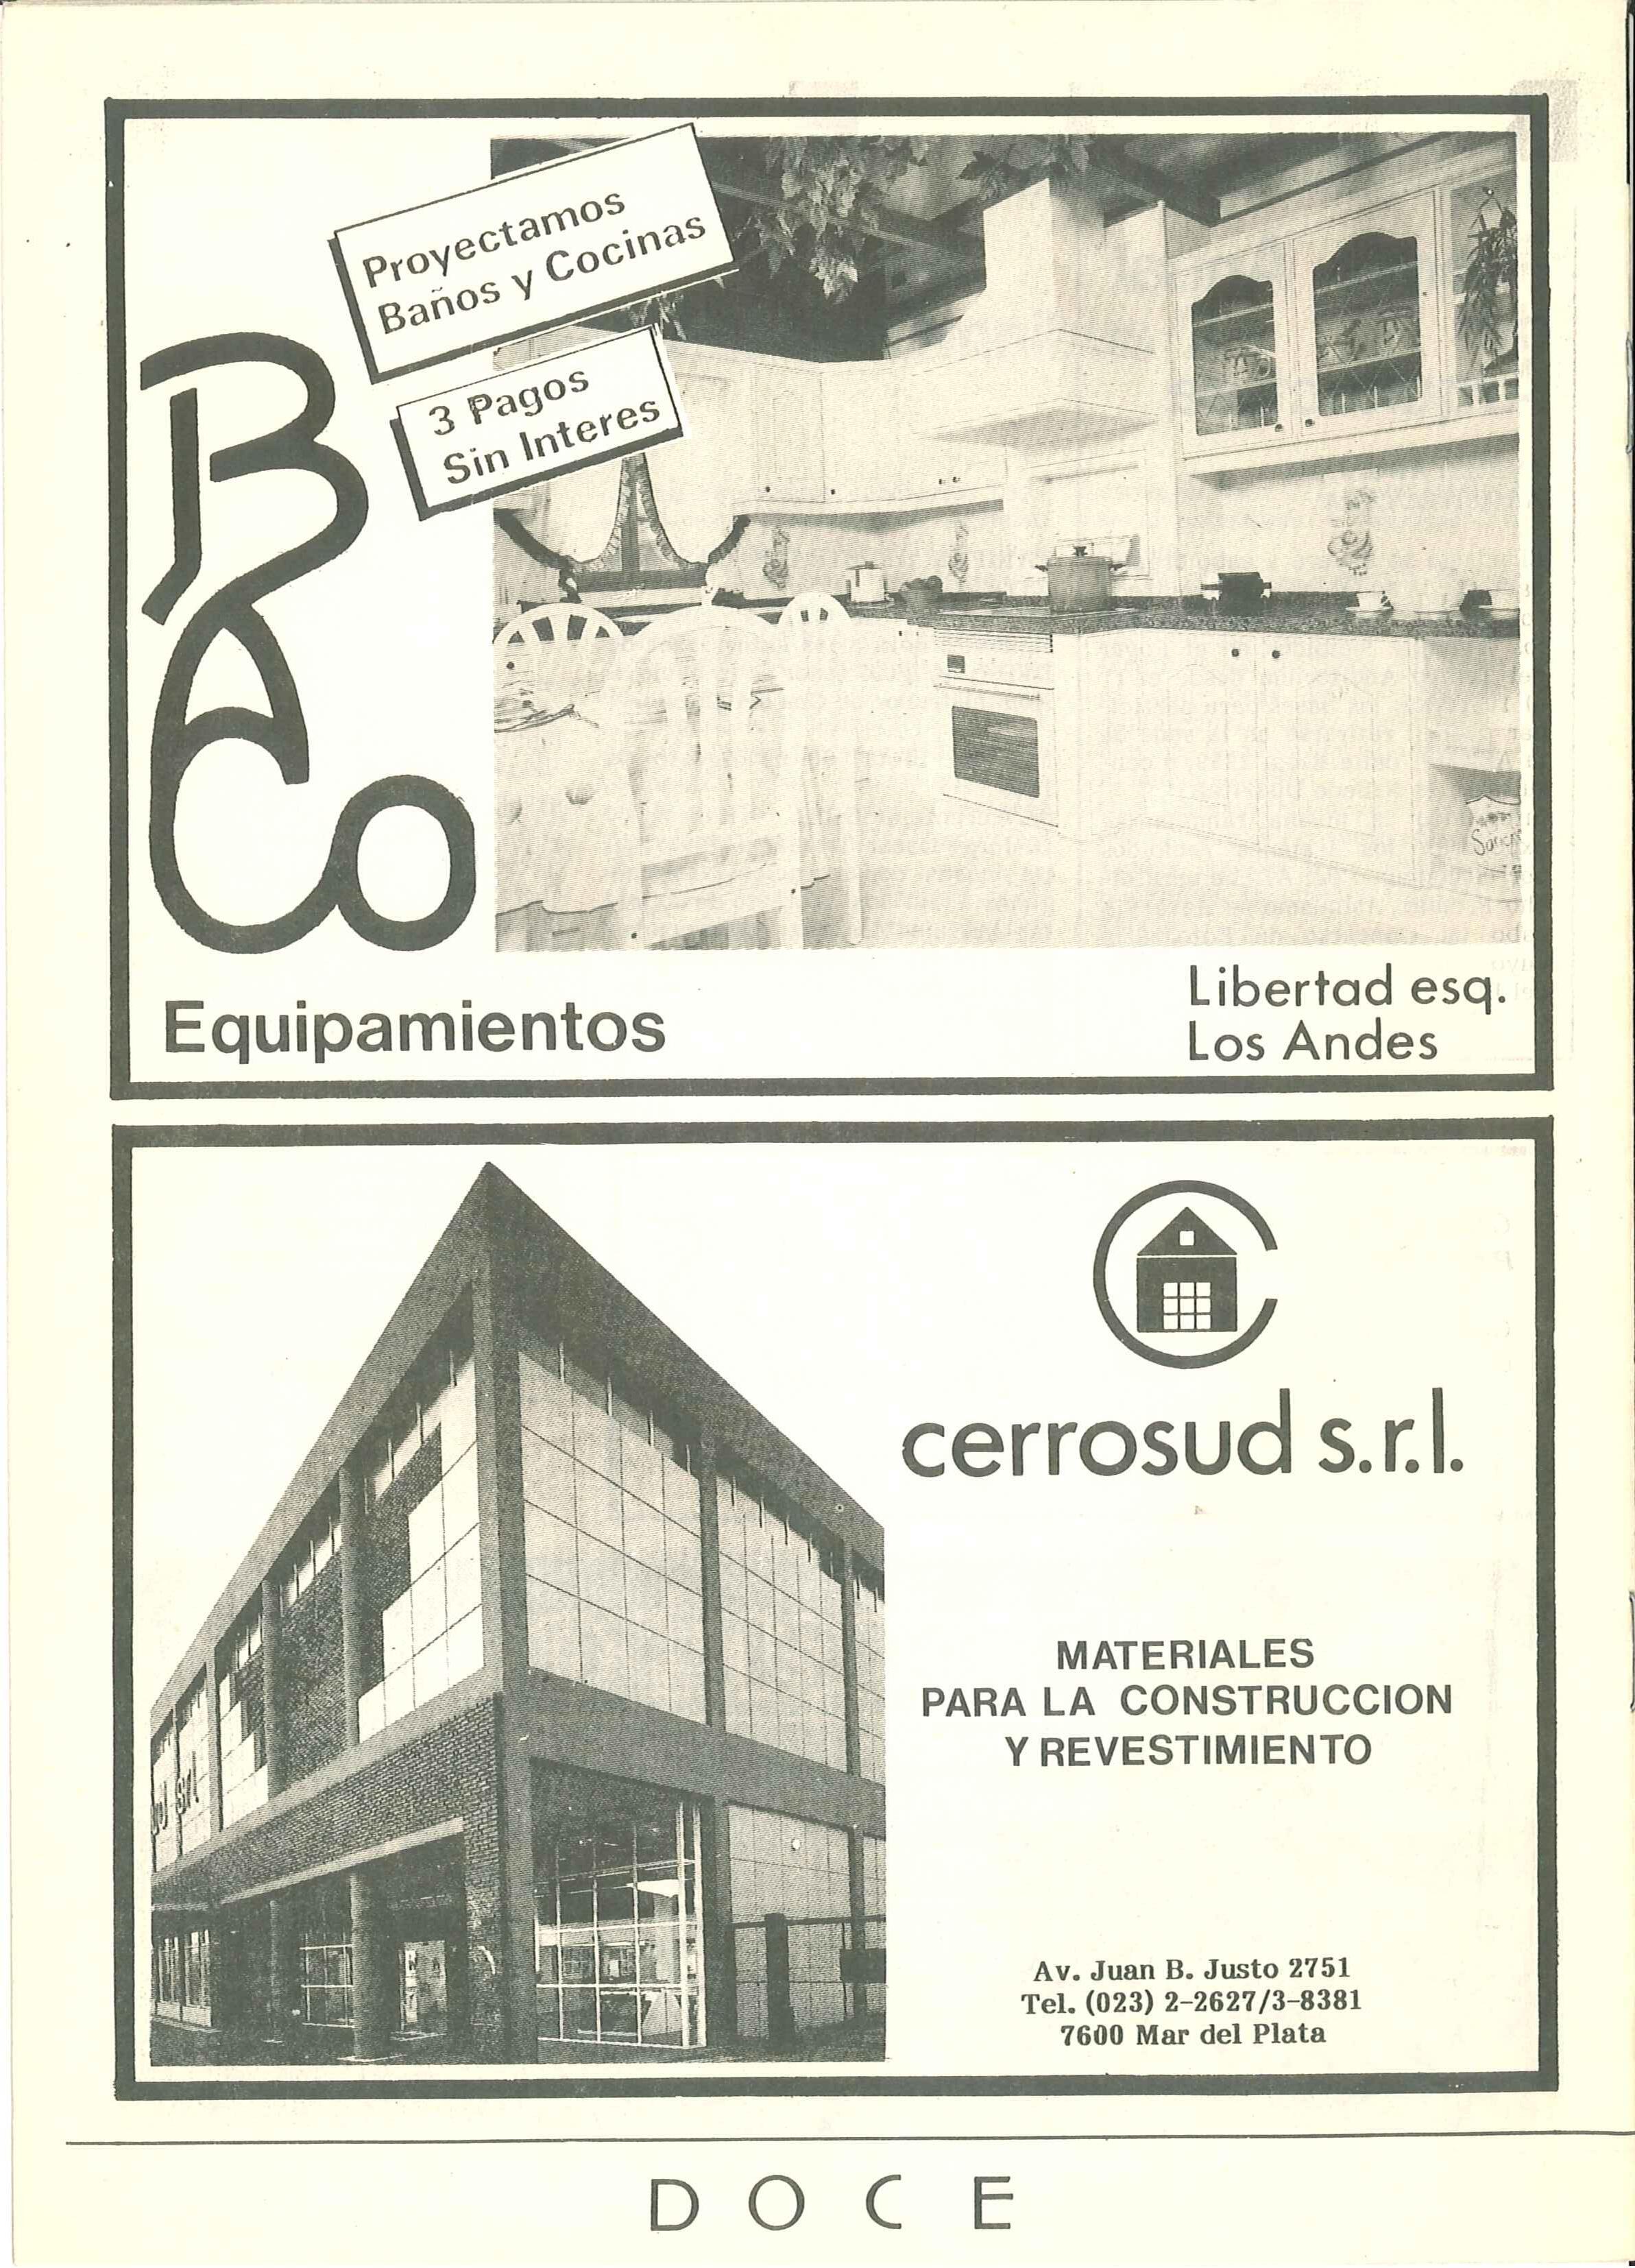 Proyectamos
Baños y Cocinas
3 Pagos
Sin Interes
BACo
Equipamientos
Libertad esq.
Los Andes
cerrosud s.r.l.
MATERIALES
PARA LA CONSTRUCCION
Y REVESTIMIENTO
srl
Av. Juan B. Justo 2751
Tel. (023) 2-2627/3-8381
7600 Mar del Plata
DOCE